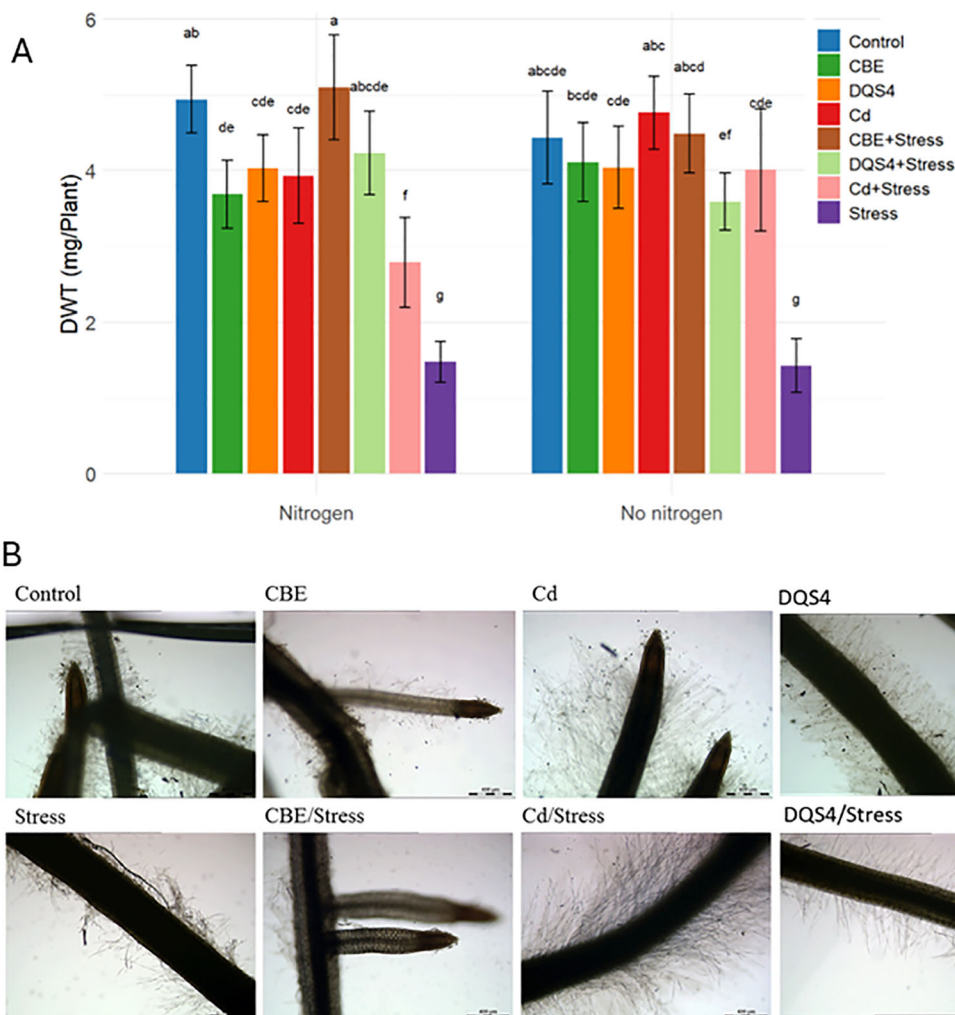 A
6
4
2
0
DWT (mg/Plant)
ab
de
cde
cde
a
abcde
f
g
abcde
bcde
cde
abc
abcd
ef
cde
g
Nitrogen
No nitrogen
Control
CBE
DQS4
Cd
CBE+Stress
DQS4+Stress
Cd+Stress
Stress
B
Control
CBE
Cd
DQS4
Stress
CBE/Stress
Cd/Stress
DQS4/Stress